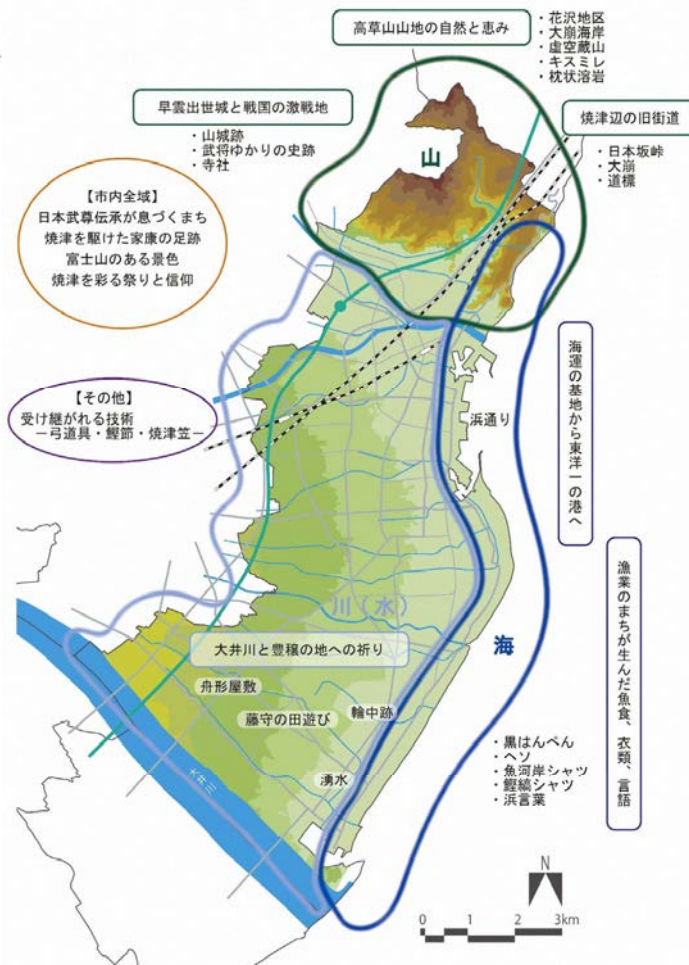 高草山山地の自然と恵み
・花沢地区
・大崩海岸
・虚空蔵山
・キスミレ
・枕状溶岩
早雲出世城と戦国の激戦地
・山城跡
・武将ゆかりの史跡
・寺社
焼津辺の旧街道
・日本坂峠
・大崩
・道標
山
【市内全域】
日本武尊伝承が息づくまち
焼津を駆けた家康の足跡
富士山のある景色
焼津を彩る祭りと信仰
【その他】
受け継がれる技術
－弓道具・鰹節・焼津笠－
浜通り
海運の基地から東洋一の港へ
漁業のまちが生んだ魚食、衣類、言語
川（水）
大井川と豊穣の地への祈り
海
舟形屋敷
藤守の田遊び
輪中跡
湧水
大井川
・黒はんぺん
・ヘソ
・魚河岸シャツ
・鰹縞シャツ
・浜言葉
N
0 1 2 3km